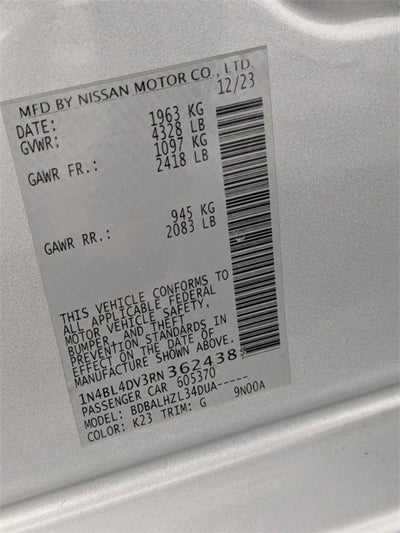 MFD BY NISSAN MOTOR CO., LTD.
DATE: 12/23
GVWR: 1963 KG
4328 LB
GAWR FR.: 1097 KG
2418 LB
GAWR RR.: 945 KG
2083 LB
THIS VEHICLE CONFORMS TO
ALL APPLICABLE FEDERAL
MOTOR VEHICLE SAFETY,
BUMPER, AND THEFT
PREVENTION STANDARDS IN
EFFECT ON THE DATE OF
MANUFACTURE SHOWN ABOVE.
1N4BL4DV3RN362438
PASSENGER CAR 605370
MODEL: BDBALHZL34DUA-----
COLOR: K23 TRIM: G 9N00A